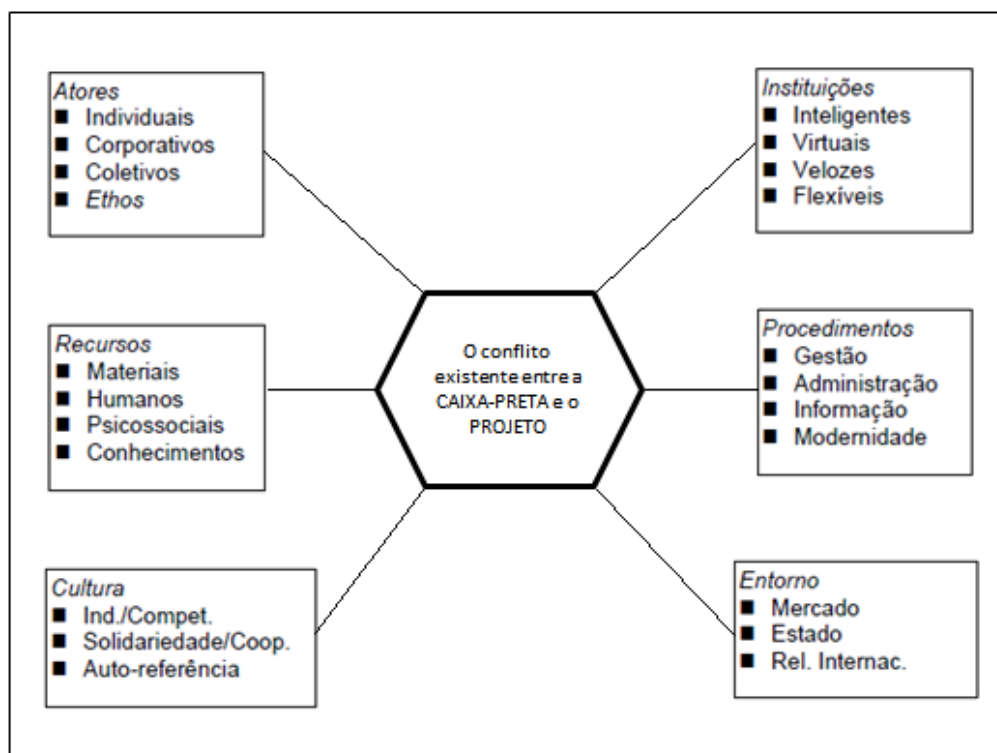 Atores
■ Individuais
■ Corporativos
■ Coletivos
■ Ethos
Instituições
■ Inteligentes
■ Virtuais
■ Velozes
■ Flexíveis
Recursos
■ Materiais
■ Humanos
■ Psicossociais
■ Conhecimentos
O conflito
existente entre a
CAIXA-PRETA e o
PROJETO
Procedimentos
■ Gestão
■ Administração
■ Informação
■ Modernidade
Cultura
■ Ind./Compet.
■ Solidariedade/Coop.
■ Auto-referência
Entorno
■ Mercado
■ Estado
■ Rel. Internac.